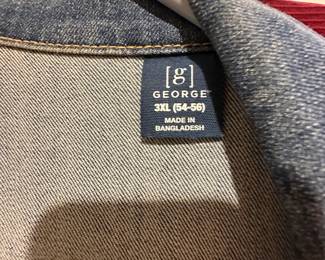 [g]
GEORGE
3XL (54-56)
MADE IN
BANGLADESH